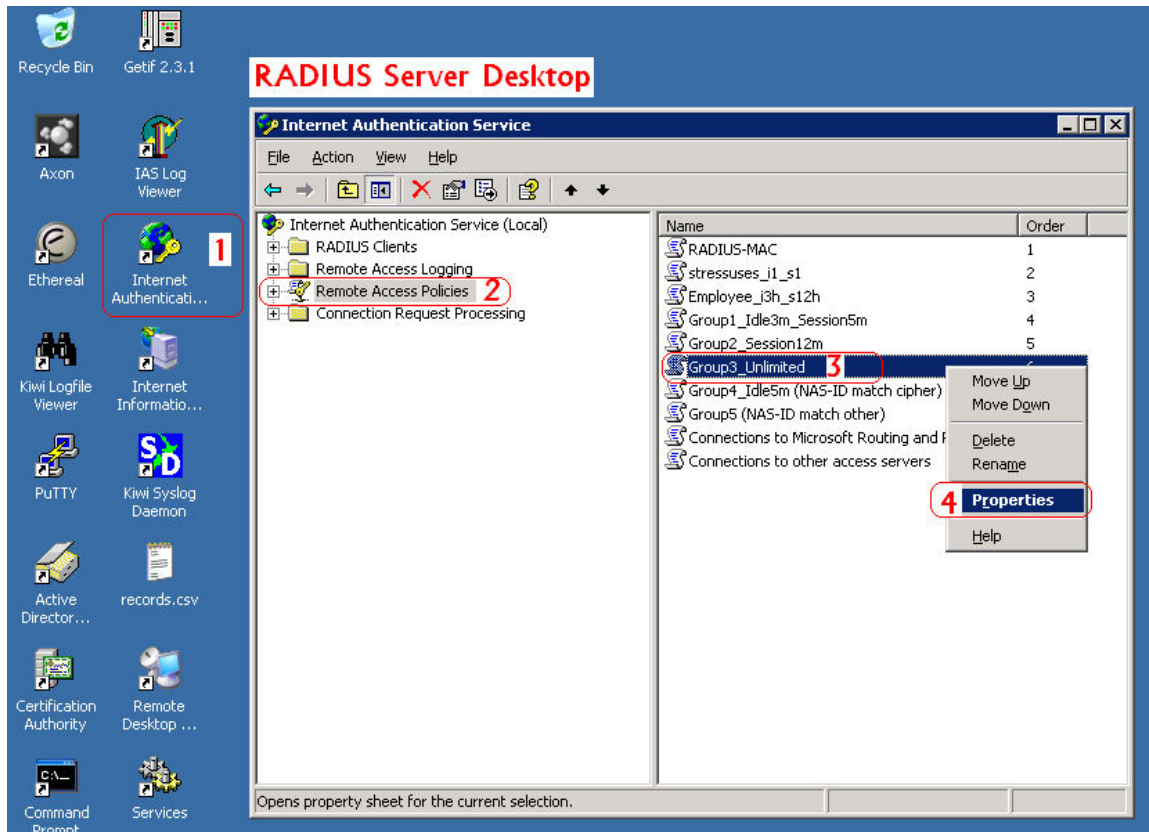 Recycle Bin
Getif 2.3.1
RADIUS Server Desktop
Axon
IAS Log
Viewer
Ethereal
1
Internet
Authenticati...
Kiwi Logfile
Viewer
Internet
Informatio...
PuTTY
SD
Kiwi Syslog
Daemon
Active
Director...
records.csv
Certification
Authority
Remote
Desktop ...
C:\_
Command
Prompt
Services
Internet Authentication Service
File Action View Help
Internet Authentication Service (Local)
RADIUS Clients
Remote Access Logging
Remote Access Policies 2
Connection Request Processing
Name Order
RADIUS-MAC 1
stressuses_i1_s1 2
Employee_i3h_s12h 3
Group1_Idle3m_Session5m 4
Group2_Session12m 5
Group3_Unlimited 3
Group4_Idle5m (NAS-ID match cipher)
Group5 (NAS-ID match other)
Connections to Microsoft Routing and
Connections to other access servers
Move Up
Move Down
Delete
Rename
4 Properties
Help
Opens property sheet for the current selection.